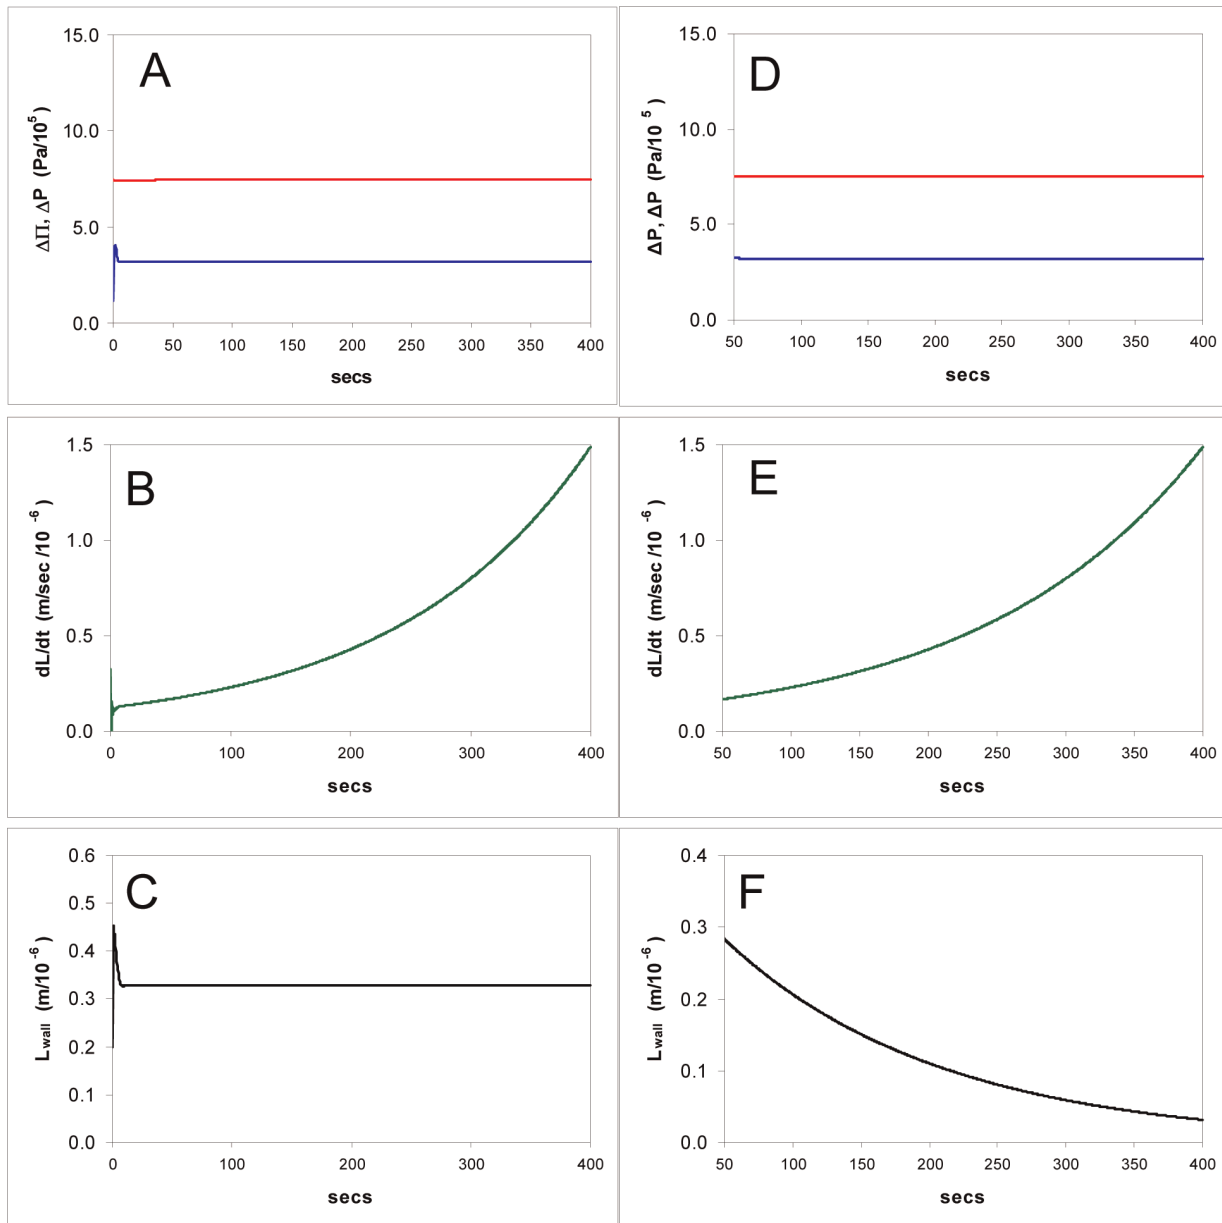 A
ΔΠ, ΔP (Pa/10⁵)
15.0
10.0
5.0
0.0
0 50 100 150 200 250 300 350 400
secs
D
ΔP, ΔP (Pa/10 ⁵ )
15.0
10.0
5.0
0.0
50 100 150 200 250 300 350 400
secs
B
dL/dt (m/sec /10 ⁻⁶ )
1.5
1.0
0.5
0.0
0 100 200 300 400
secs
E
dL/dt (m/sec /10 ⁻⁶ )
1.5
1.0
0.5
0.0
50 100 150 200 250 300 350 400
secs
C
Lwall (m/10 ⁻⁶ )
0.6
0.5
0.4
0.3
0.2
0.1
0.0
0 100 200 300 400
secs
F
Lwall (m/10 ⁻⁶ )
0.4
0.3
0.2
0.1
0.0
50 100 150 200 250 300 350 400
secs